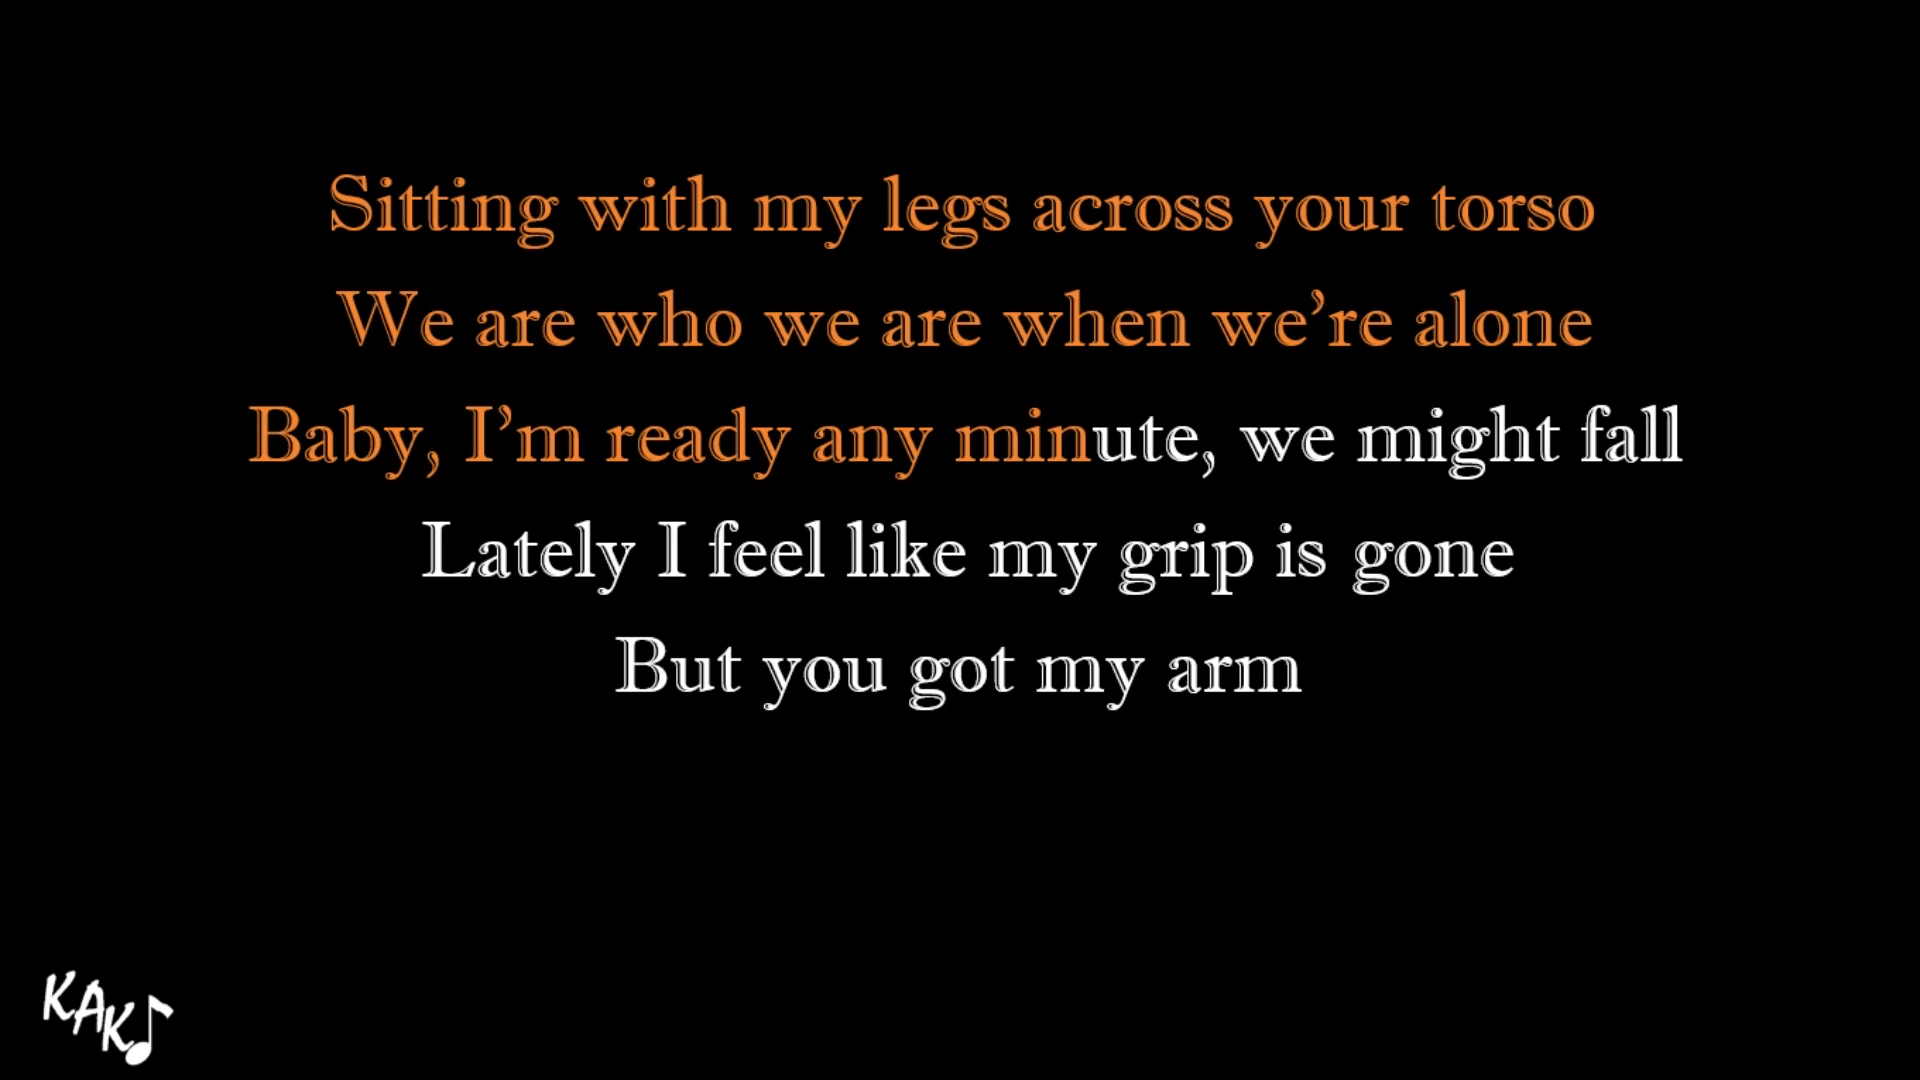 Sitting with my legs across your torso
We are who we are when we’re alone
Baby, I’m ready any minute, we might fall
Lately I feel like my grip is gone
But you got my arm
KAK